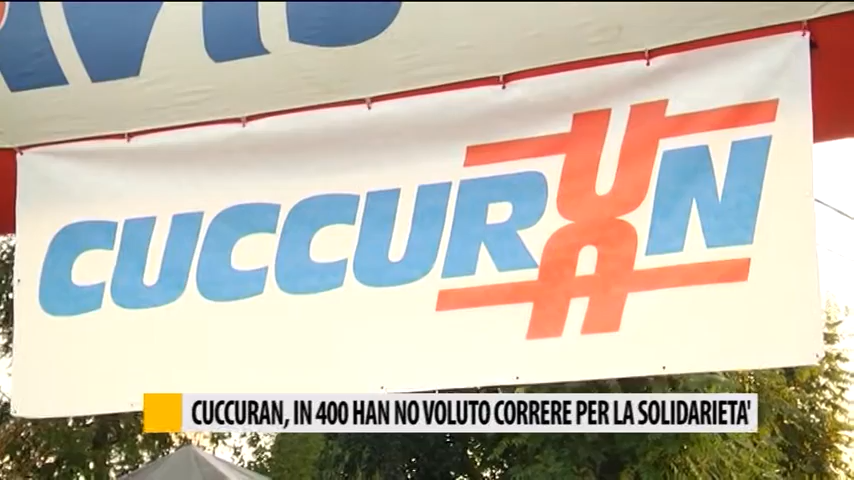 CUCCURAN
CUCCURAN, IN 400 HAN NO VOLUTO CORRERE PER LA SOLIDARIETA'